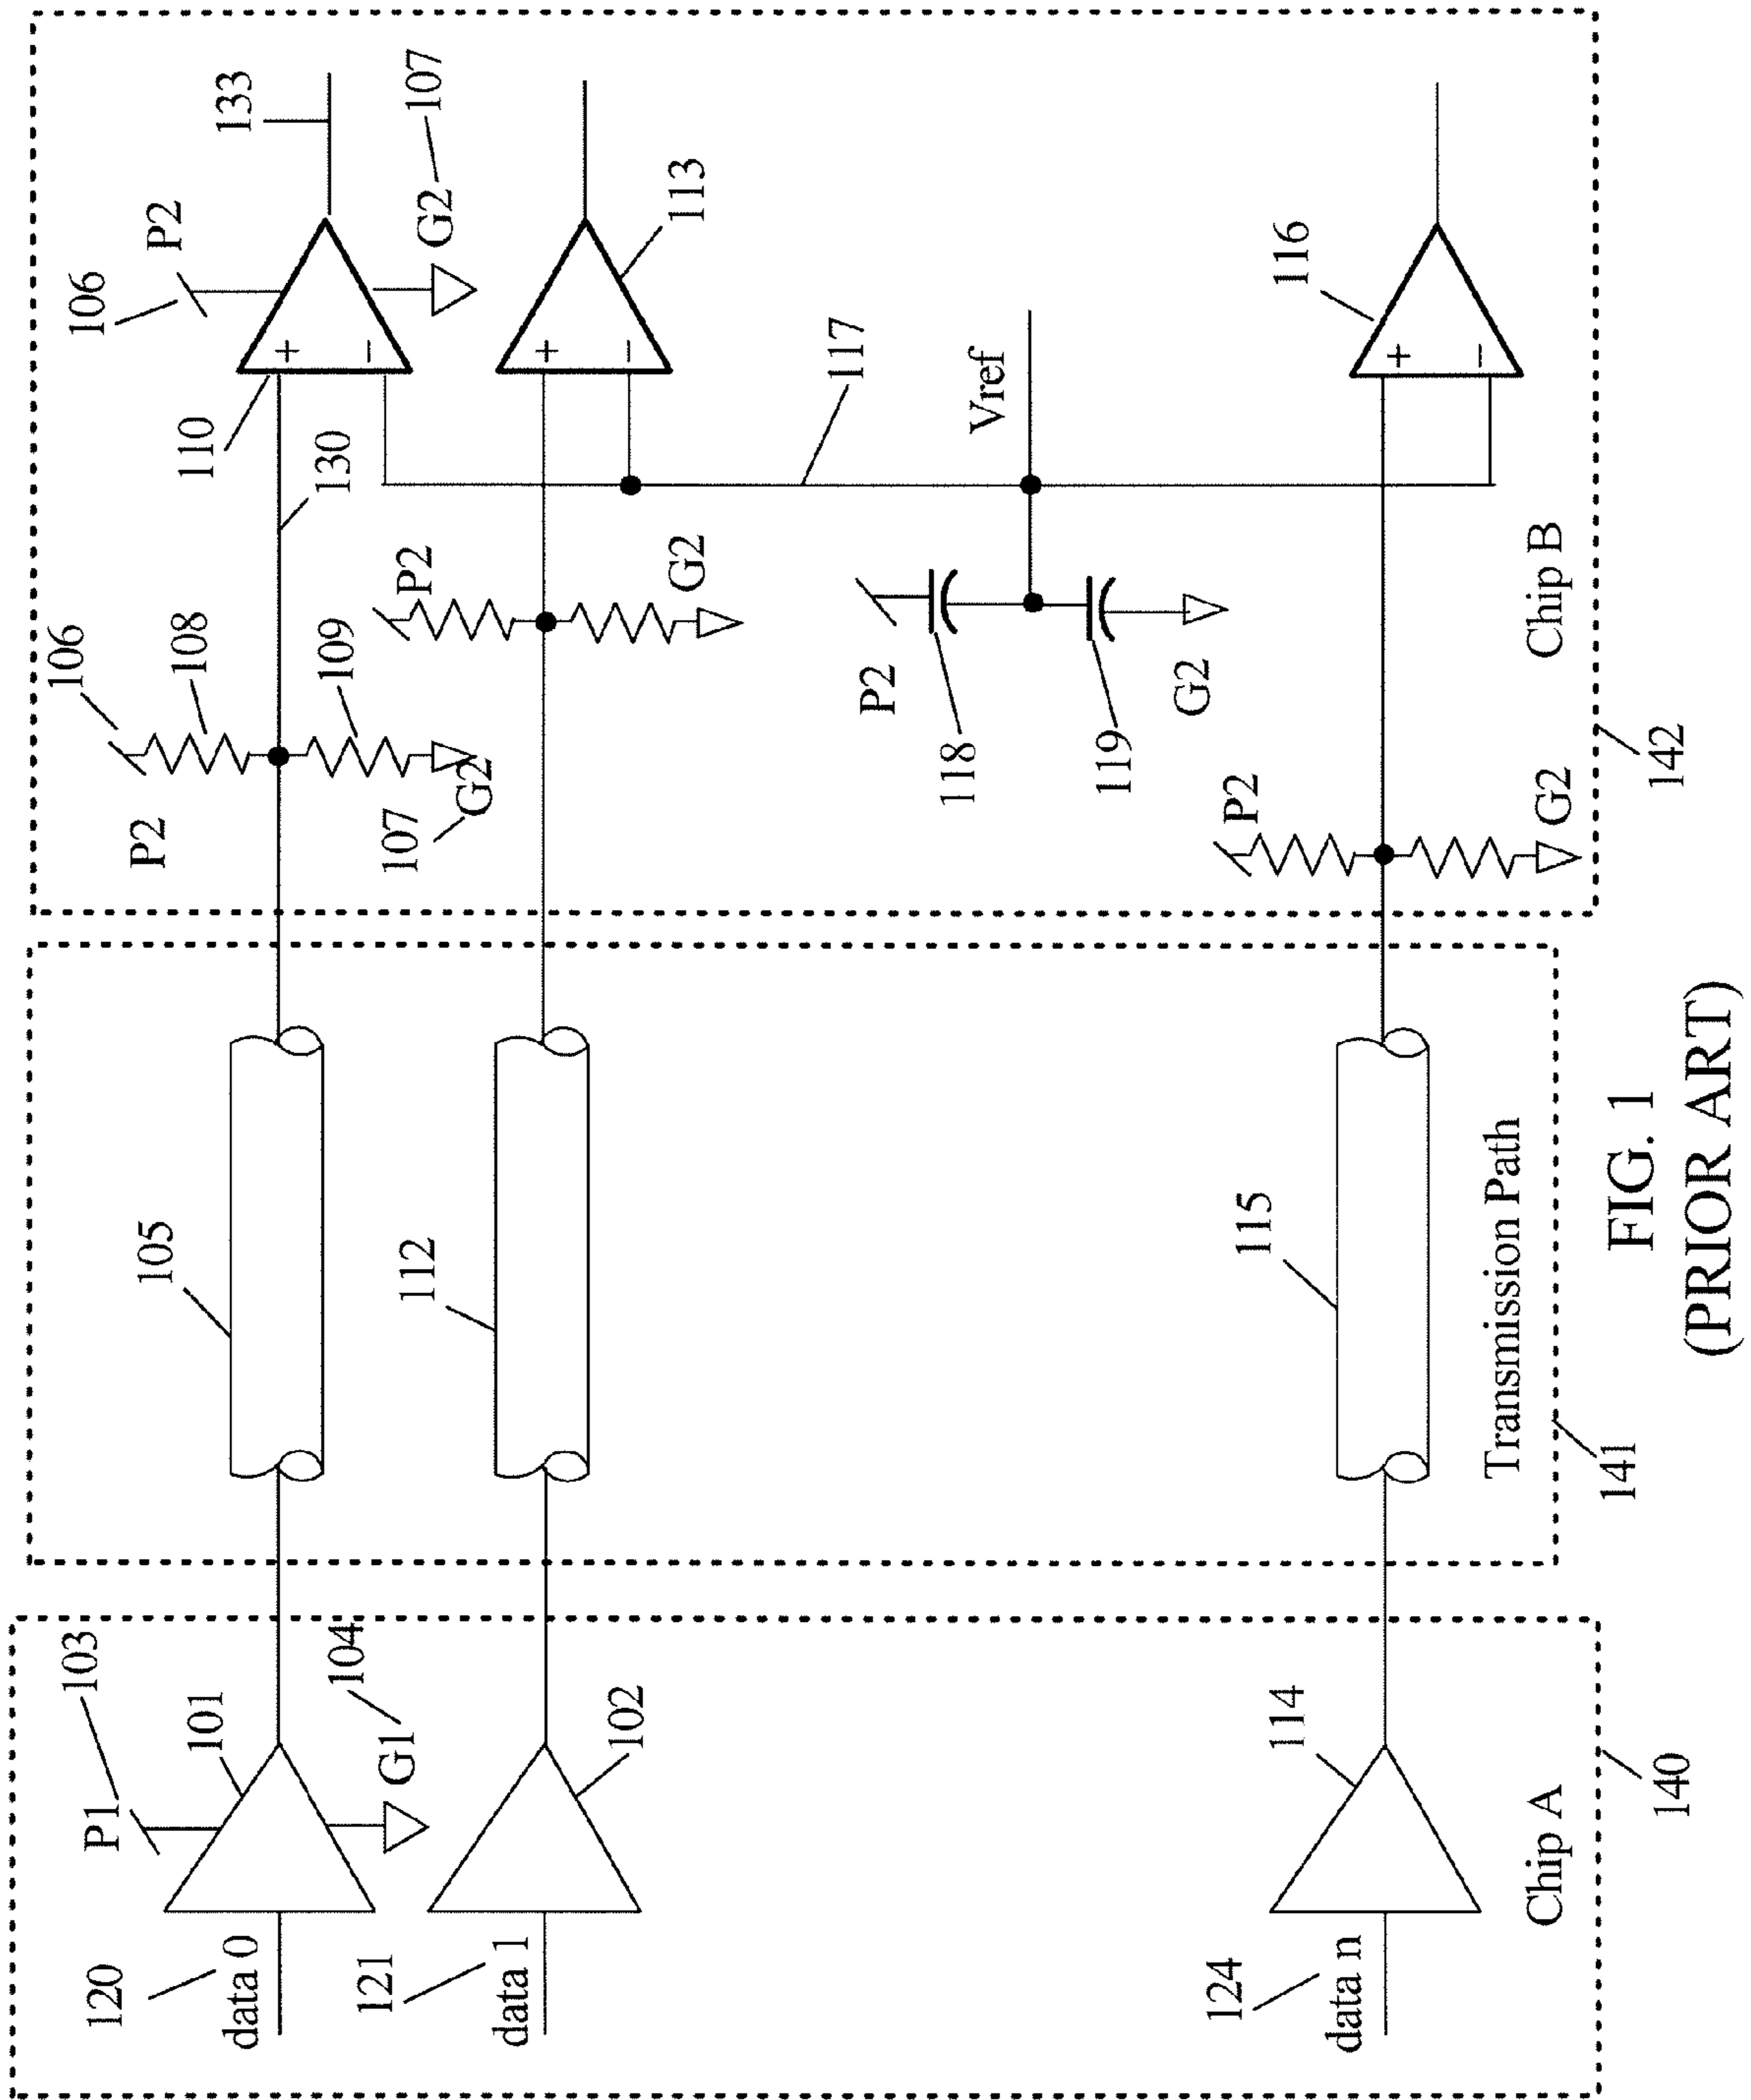 120
data 0
P1
103
101
G1
104
121
data 1
102
124
data n
114
Chip A
140
105
112
115
Transmission Path
141
P2
106
108
109
107
G2
130
110
106
P2
133
G2
107
P2
G2
113
117
Vref
P2
118
119
G2
P2
G2
+
−
+
−
+
−
116
Chip B
142
FIG. 1
(PRIOR ART)